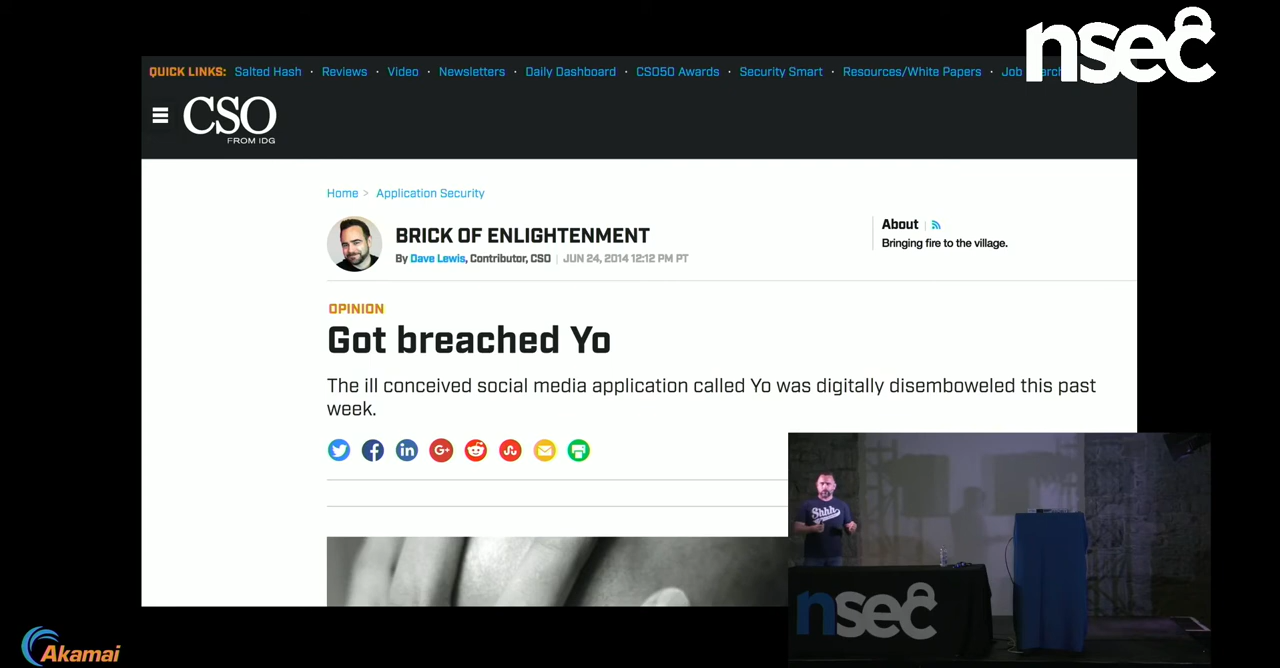 nsec
QUICK LINKS: Salted Hash · Reviews · Video · Newsletters · Daily Dashboard · CSO50 Awards · Security Smart · Resources/White Papers · Job
CSO
FROM IDG
Home > Application Security
BRICK OF ENLIGHTENMENT
By Dave Lewis, Contributor, CSO | JUN 24, 2014 12:12 PM PT
About
Bringing fire to the village.
OPINION
Got breached Yo
The ill conceived social media application called Yo was digitally disemboweled this past
week.
Shhh
nsec
Akamai